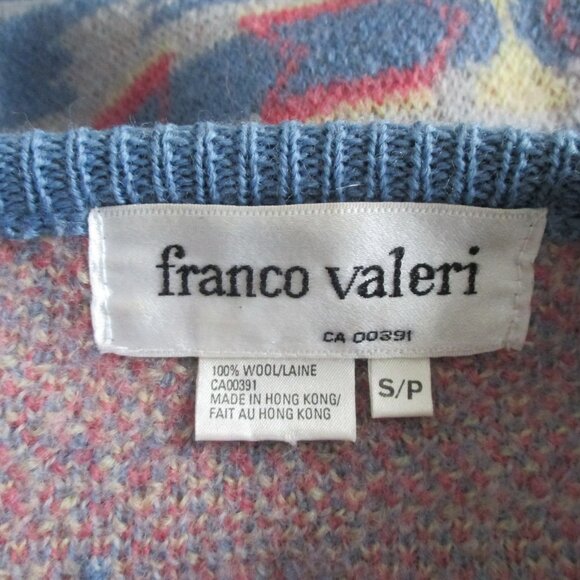 franco valeri
CA 00391
100% WOOL/LAINE
CA00391
MADE IN HONG KONG/
FAIT AU HONG KONG
S/P